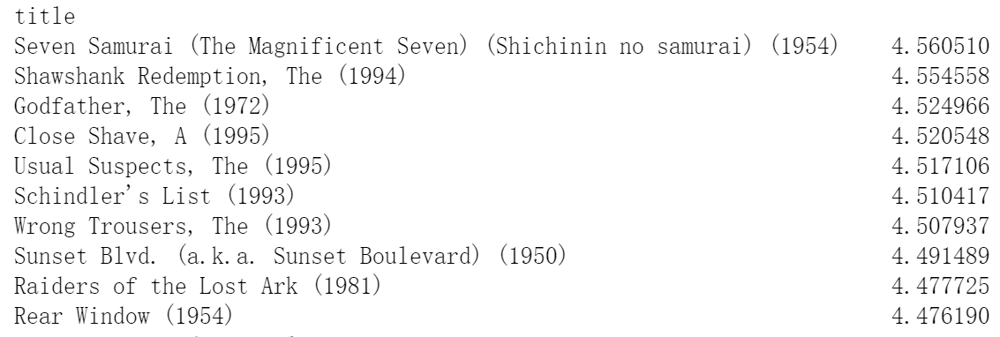 title
Seven Samurai (The Magnificent Seven) (Shichinin no samurai) (1954) 4.560510
Shawshank Redemption, The (1994) 4.554558
Godfather, The (1972) 4.524966
Close Shave, A (1995) 4.520548
Usual Suspects, The (1995) 4.517106
Schindler's List (1993) 4.510417
Wrong Trousers, The (1993) 4.507937
Sunset Blvd. (a.k.a. Sunset Boulevard) (1950) 4.491489
Raiders of the Lost Ark (1981) 4.477725
Rear Window (1954) 4.476190